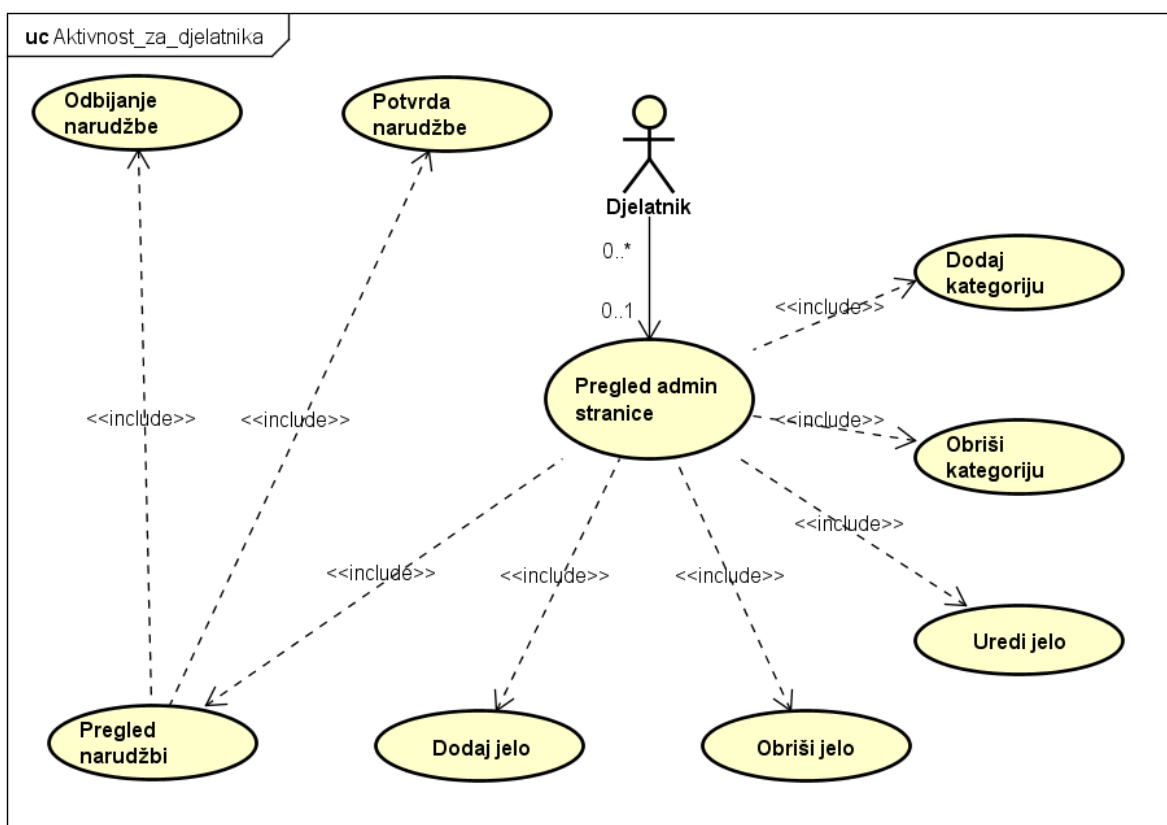 uc Aktivnost_za_djelatnika
Odbijanje
narudžbe
Potvrda
narudžbe
Djelatnik
0..*
0..1
Dodaj
kategoriju
<<include>>
Pregled admin
stranice
<<include>>
<<include>>
<<include>>
Obriši
kategoriju
<<include>>
<<include>>
<<include>>
<<include>>
Uredi jelo
Pregled
narudžbi
Dodaj jelo
Obriši jelo